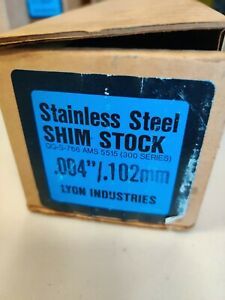 Stainless Steel
SHIM STOCK
QQ-S-766 AMS 5515 (300 SERIES)
.004"/.102mm
LYON INDUSTRIES